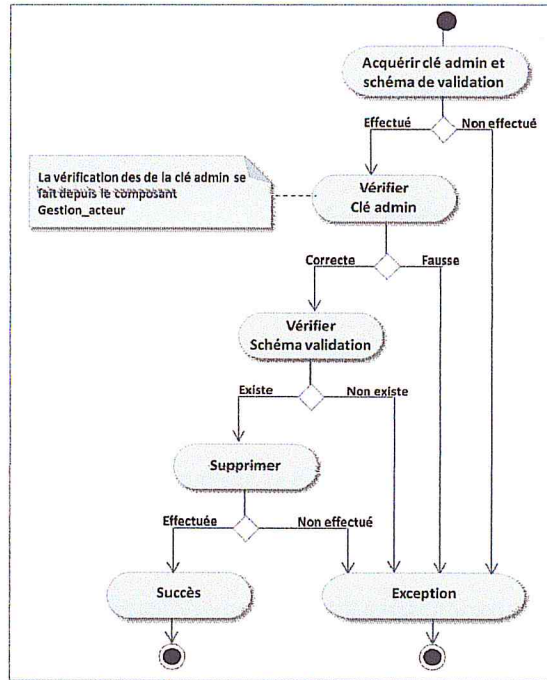 Acquérir clé admin et
schéma de validation
Effectué
Non effectué
La vérification des de la clé admin se
fait depuis le composant
Gestion_acteur
Vérifier
Clé admin
Correcte
Fausse
Vérifier
Schéma validation
Existe
Non existe
Supprimer
Effectuée
Non effectué
Succès
Exception